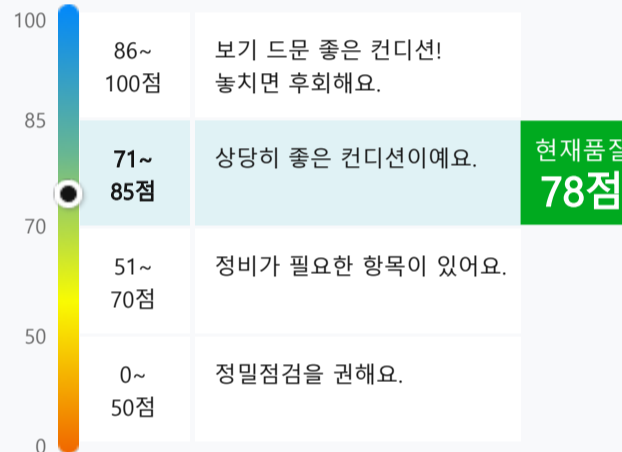 100
86~
100점
보기 드문 좋은 컨디션!
놓치면 후회해요.
85
71~
85점
상당히 좋은 컨디션이예요.
현재품질
78점
70
51~
70점
정비가 필요한 항목이 있어요.
50
0~
50점
정밀점검을 권해요.
0